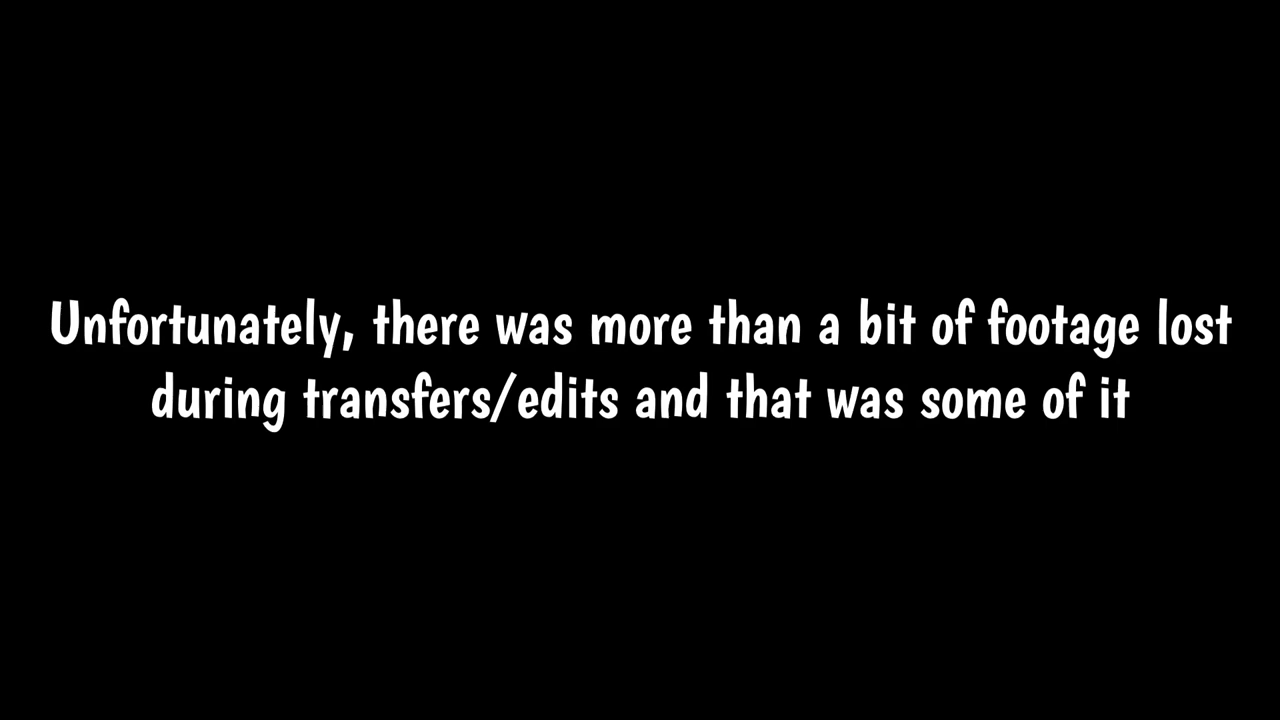 Unfortunately, there was more than a bit of footage lost
during transfers/edits and that was some of it